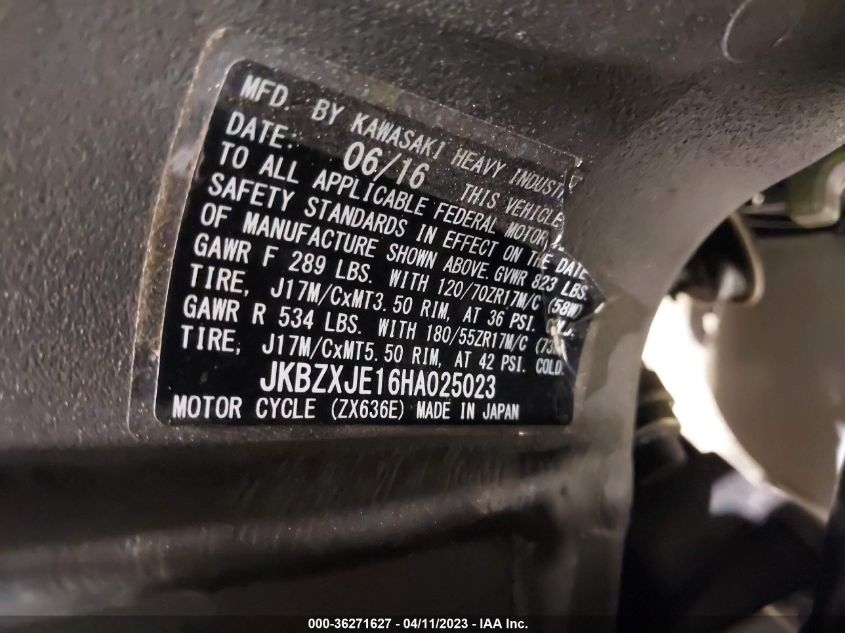 MFD. BY KAWASAKI HEAVY
DATE: 06/16 THIS VEHICLE
TO ALL APPLICABLE FEDERAL MOTOR
SAFETY STANDARDS IN EFFECT ON THE DATE
OF MANUFACTURE SHOWN ABOVE. GVWR 823 LBS.
GAWR F 289 LBS. WITH 120/70ZR17M/C (58W)
TIRE, J17M/CxMT3.50 RIM, AT 36 PSI.
GAWR R 534 LBS. WITH 180/55ZR17M/C
TIRE, J17M/CxMT5.50 RIM, AT 42 PSI. COLD.
JKBZXJE16HA025023
MOTOR CYCLE (ZX636E) MADE IN JAPAN
000-36271627 - 04/11/2023 - IAA Inc.